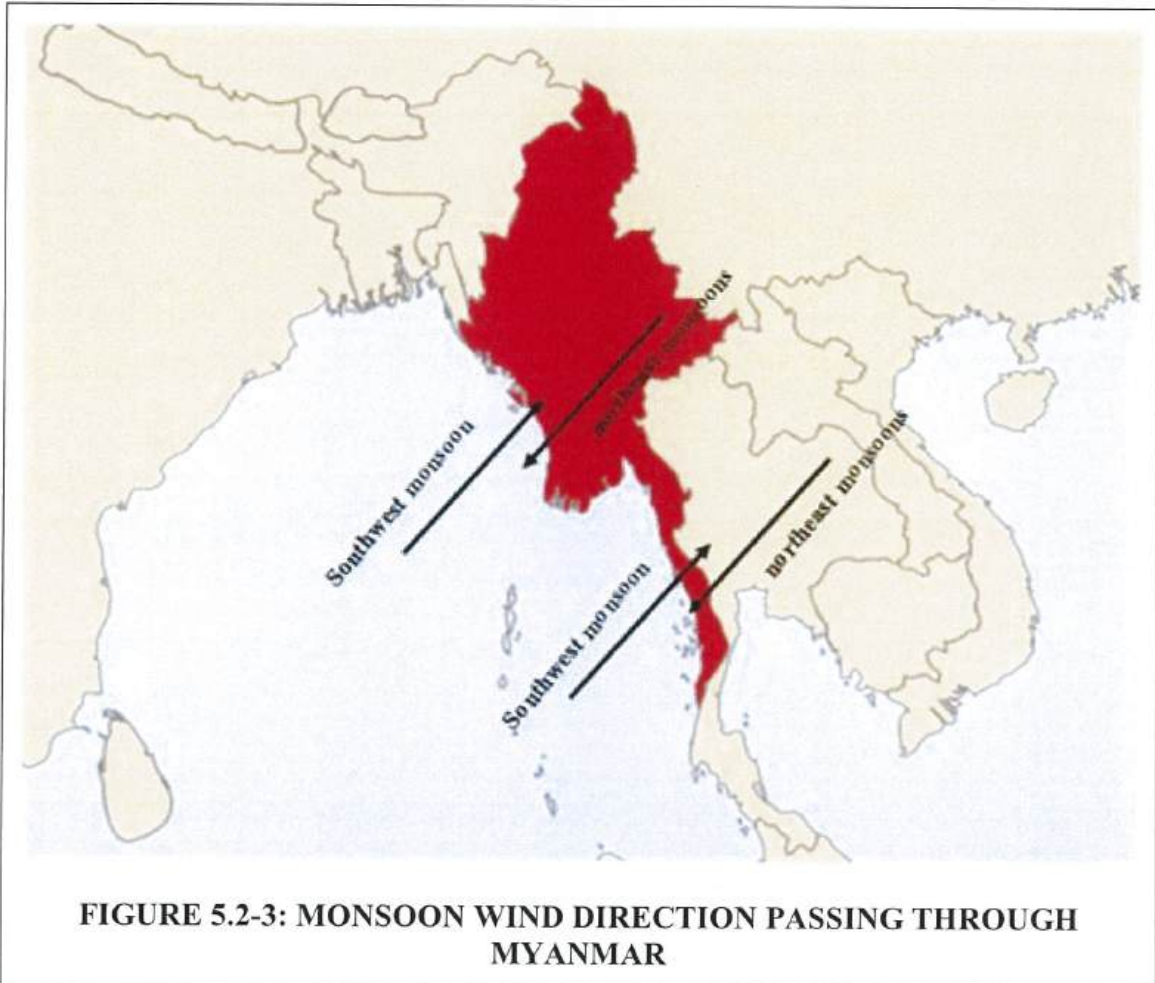 northeast monsoons
Southwest monsoon
northeast monsoons
Southwest monsoon
FIGURE 5.2-3: MONSOON WIND DIRECTION PASSING THROUGH
MYANMAR